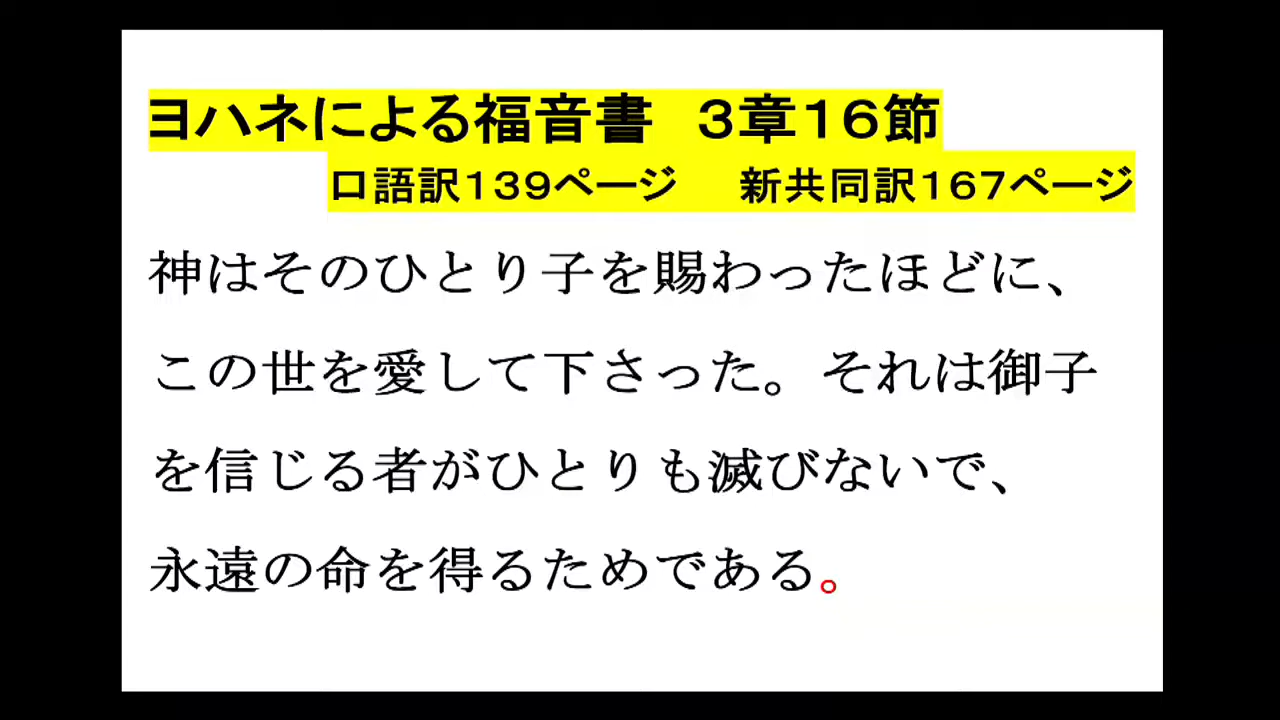 ヨハネによる福音書　３章１６節
口語訳１３９ページ　新共同訳１６７ページ
神はそのひとり子を賜わったほどに、
この世を愛して下さった。それは御子
を信じる者がひとりも滅びないで、
永遠の命を得るためである。